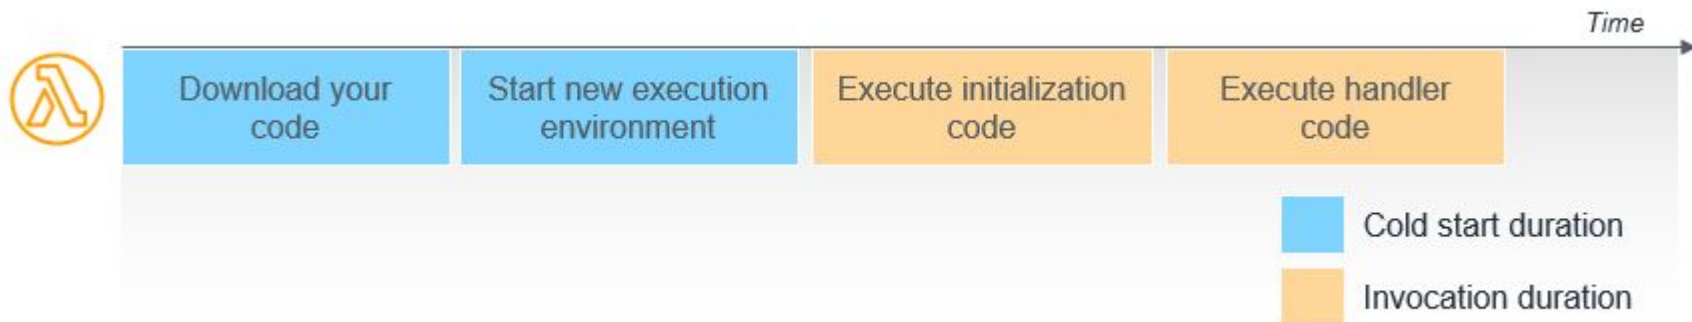 Time
Download your
code
Start new execution
environment
Execute initialization
code
Execute handler
code
Cold start duration
Invocation duration